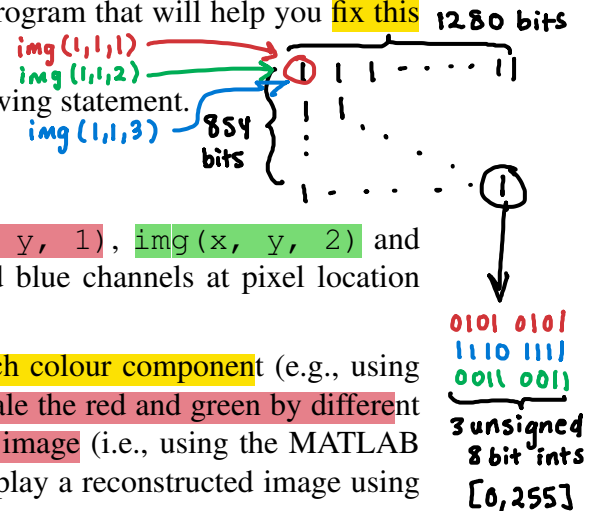 rogram that will help you fix this
1280 bits
img(1,1,1)
img(1,1,2)
wing statement.
img(1,1,3)
854
bits
y, 1), img(x, y, 2) and
blue channels at pixel location
ch colour component (e.g., using
ale the red and green by different
image (i.e., using the MATLAB
play a reconstructed image using
0101 0101
1110 1111
0011 0011
3 unsigned
8 bit ints
[0,255]